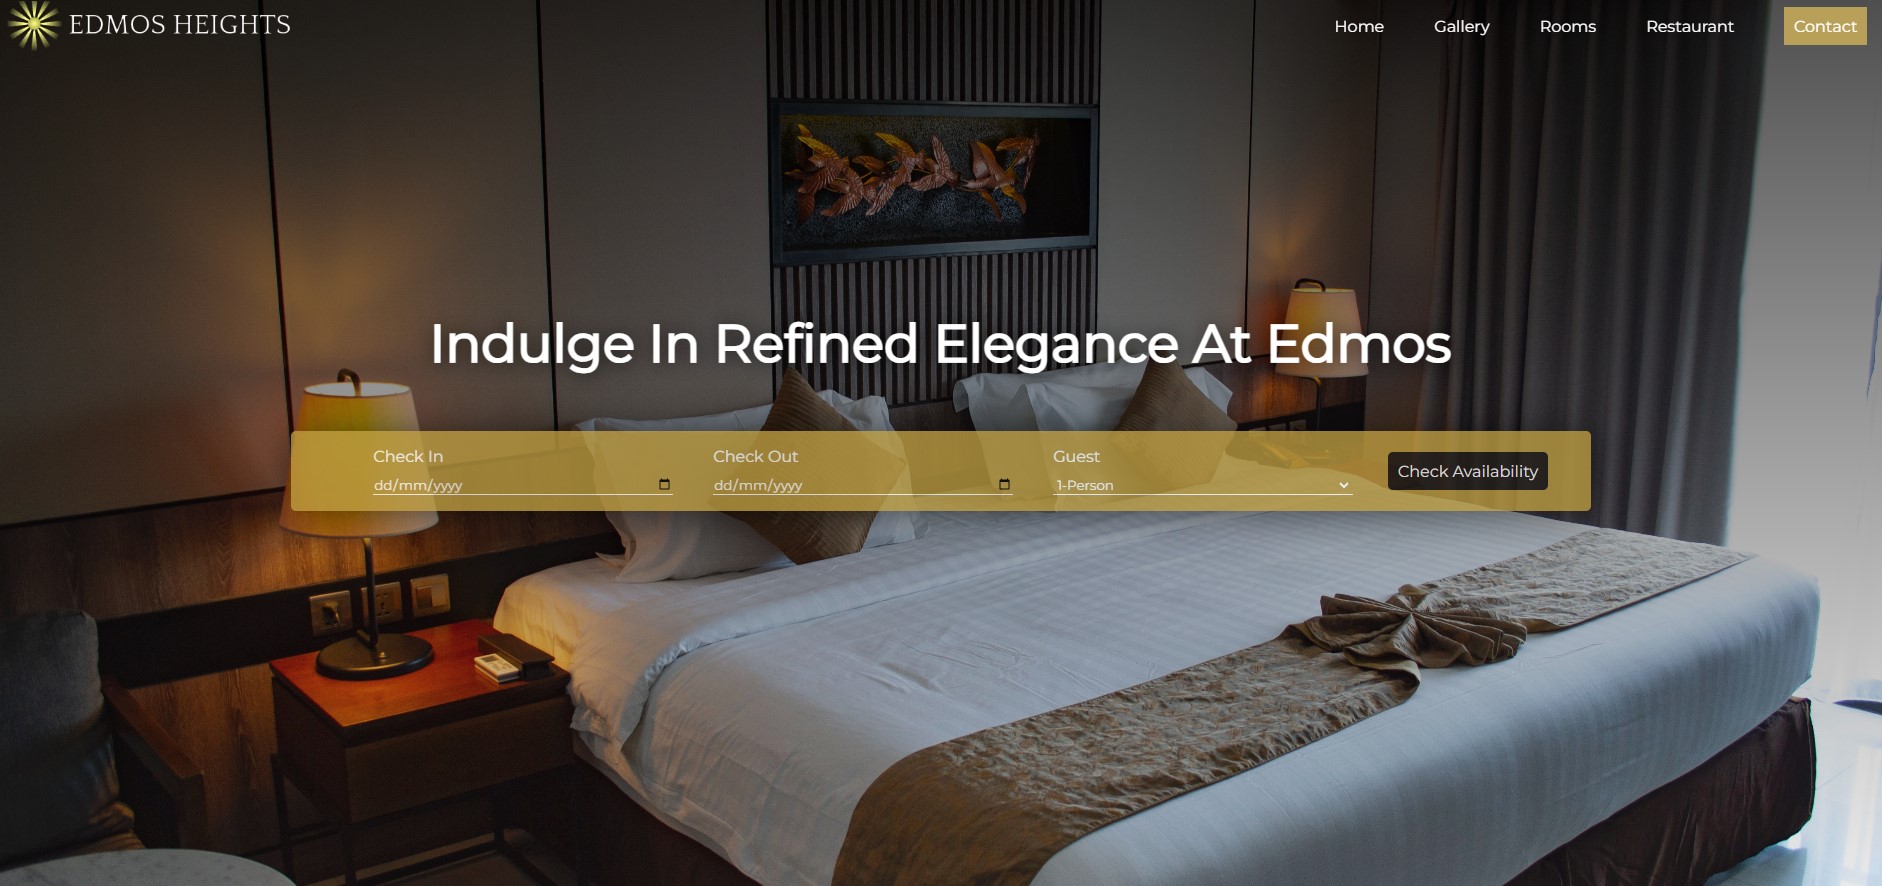 EDMOS HEIGHTS
Home
Gallery
Rooms
Restaurant
Contact
Indulge In Refined Elegance At Edmos
Check In
Check Out
Guest
dd/mm/yyyy
dd/mm/yyyy
1-Person
Check Availability